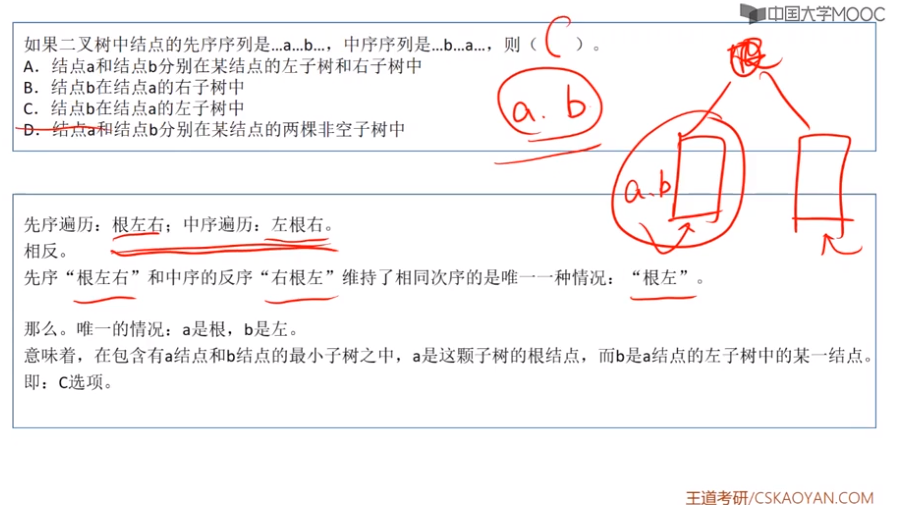 中国大学MOOC
如果二叉树中结点的先序序列是…a…b…，中序序列是…b…a…，则（ C ）。
A．结点a和结点b分别在某结点的左子树和右子树中
B．结点b在结点a的右子树中
C．结点b在结点a的左子树中
D．结点a和结点b分别在某结点的两棵非空子树中
a. b
根
a.b
先序遍历：根左右；中序遍历：左根右。
相反。
先序“根左右”和中序的反序“右根左”维持了相同次序的是唯一一种情况：“根左”。
那么。唯一的情况：a是根，b是左。
意味着，在包含有a结点和b结点的最小子树之中，a是这颗子树的根结点，而b是a结点的左子树中的某一结点。
即：C选项。
王道考研/CSKAOYAN.COM